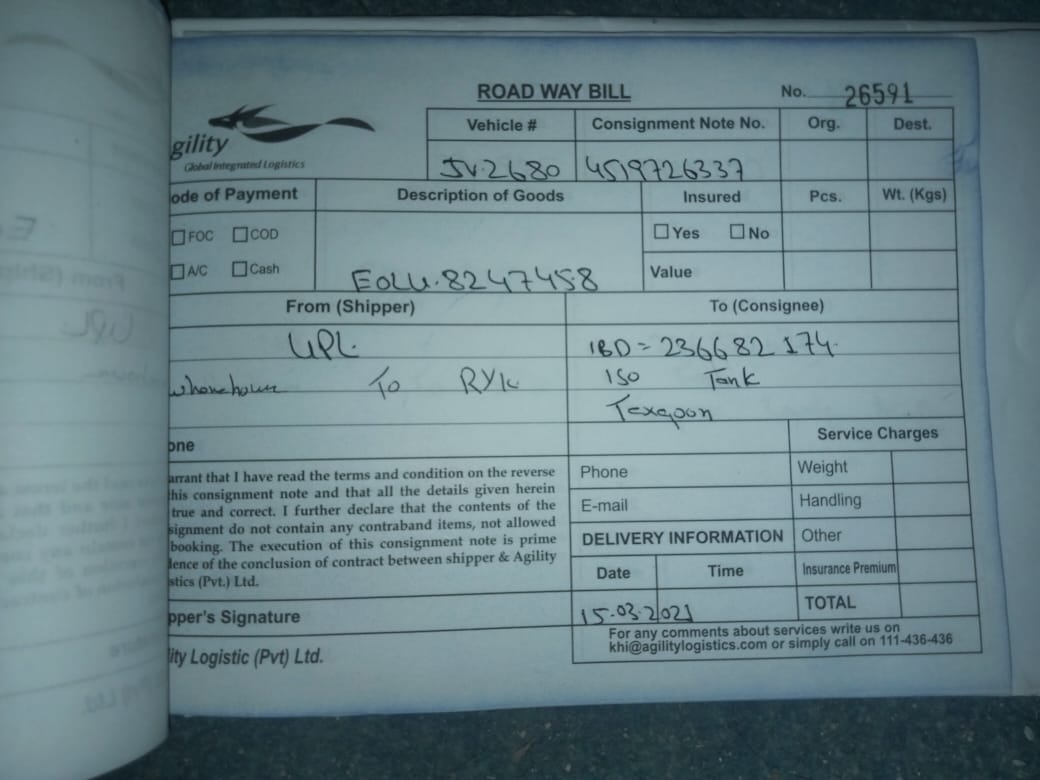 ROAD WAY BILL
No. 26591
gility
Global Integrated Logistics
Vehicle # Consignment Note No. Org. Dest.
JV.2680 4519726337
ode of Payment Description of Goods Insured Pcs. Wt. (Kgs)
FOC COD Yes No
A/C Cash Value
EOLU.8247458
From (Shipper) To (Consignee)
UPL. IBD = 236682174.
To RYK ISO Tank
one Service Charges
Phone Weight
E-mail Handling
DELIVERY INFORMATION Other
Date Time Insurance Premium
15.03.2021 TOTAL
arrant that I have read the terms and condition on the reverse
his consignment note and that all the details given herein
true and correct. I further declare that the contents of the
signment do not contain any contraband items, not allowed
booking. The execution of this consignment note is prime
lence of the conclusion of contract between shipper & Agility
stics (Pvt.) Ltd.
pper's Signature
For any comments about services write us on
khi@agilitylogistics.com or simply call on 111-436-436
ity Logistic (Pvt) Ltd.